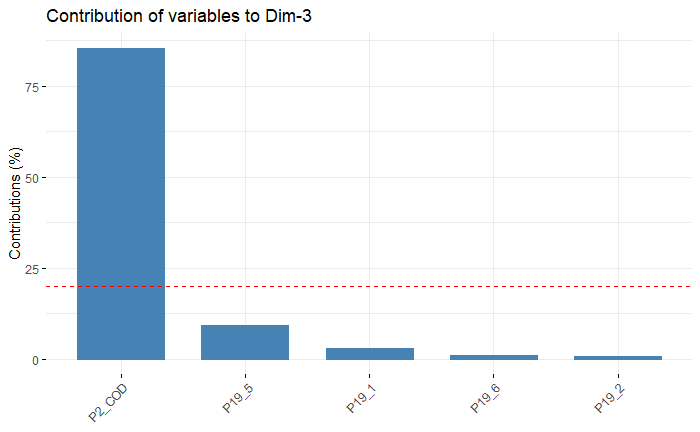 Contribution of variables to Dim-3
Contributions (%)
75
50
25
0
P2_COD
P19_5
P19_1
P19_6
P19_2